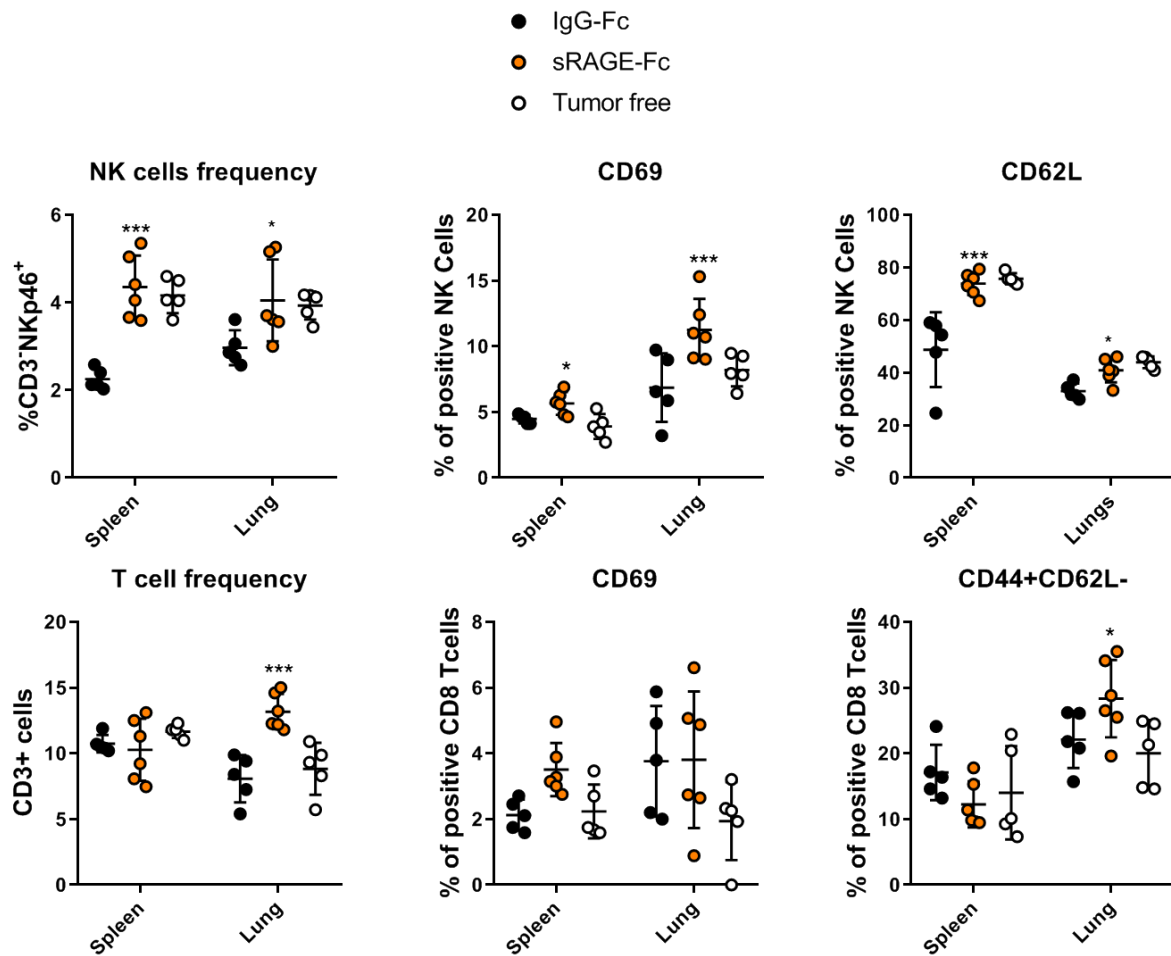 IgG-Fc
sRAGE-Fc
Tumor free
NK cells frequency
%CD3⁻NKp46⁺
6
4
2
0
***
*
Spleen
Lung
CD69
% of positive NK Cells
20
15
10
5
0
*
***
Spleen
Lung
CD62L
% of positive NK Cells
100
80
60
40
20
0
***
*
Spleen
Lungs
T cell frequency
CD3+ cells
20
15
10
5
0
***
Spleen
Lung
CD69
% of positive CD8 Tcells
8
6
4
2
0
Spleen
Lung
CD44+CD62L-
% of positive CD8 Tcells
40
30
20
10
0
*
Spleen
Lung